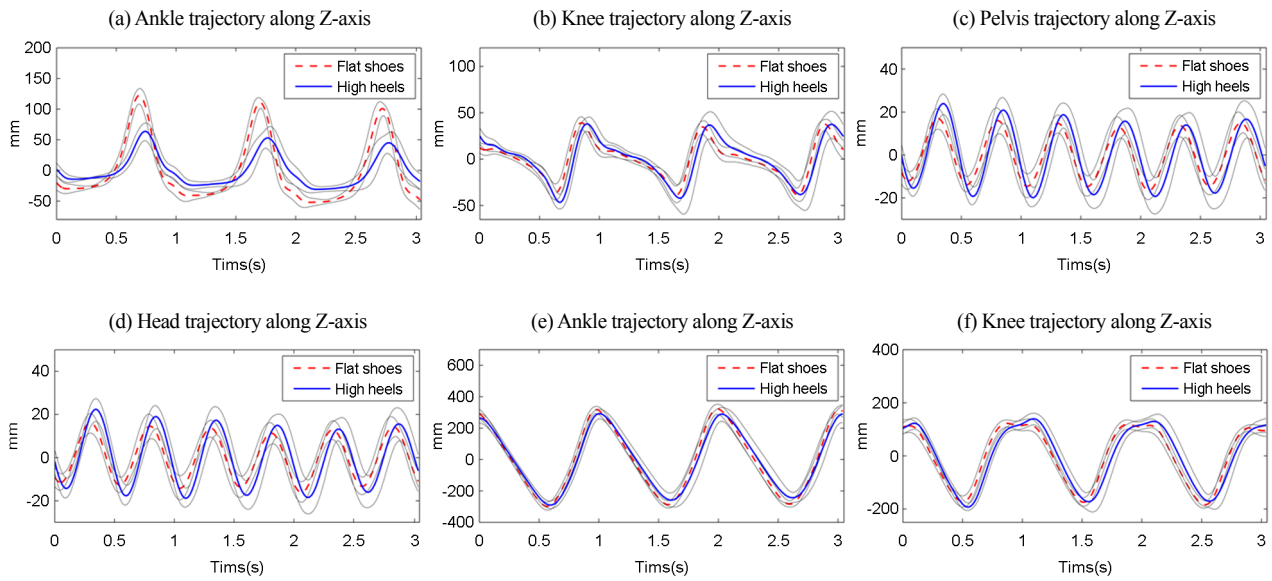 (a) Ankle trajectory along Z-axis
200
150
100
50
0
-50
mm
Flat shoes
High heels
0 0.5 1 1.5 2 2.5 3
Tims(s)
(b) Knee trajectory along Z-axis
100
50
0
-50
mm
Flat shoes
High heels
0 0.5 1 1.5 2 2.5 3
Tims(s)
(c) Pelvis trajectory along Z-axis
40
20
0
-20
mm
Flat shoes
High heels
0 0.5 1 1.5 2 2.5 3
Tims(s)
(d) Head trajectory along Z-axis
40
20
0
-20
mm
Flat shoes
High heels
0 0.5 1 1.5 2 2.5 3
Tims(s)
(e) Ankle trajectory along Z-axis
600
400
200
0
-200
-400
mm
Flat shoes
High heels
0 0.5 1 1.5 2 2.5 3
Tims(s)
(f) Knee trajectory along Z-axis
400
200
0
-200
mm
Flat shoes
High heels
0 0.5 1 1.5 2 2.5 3
Tims(s)